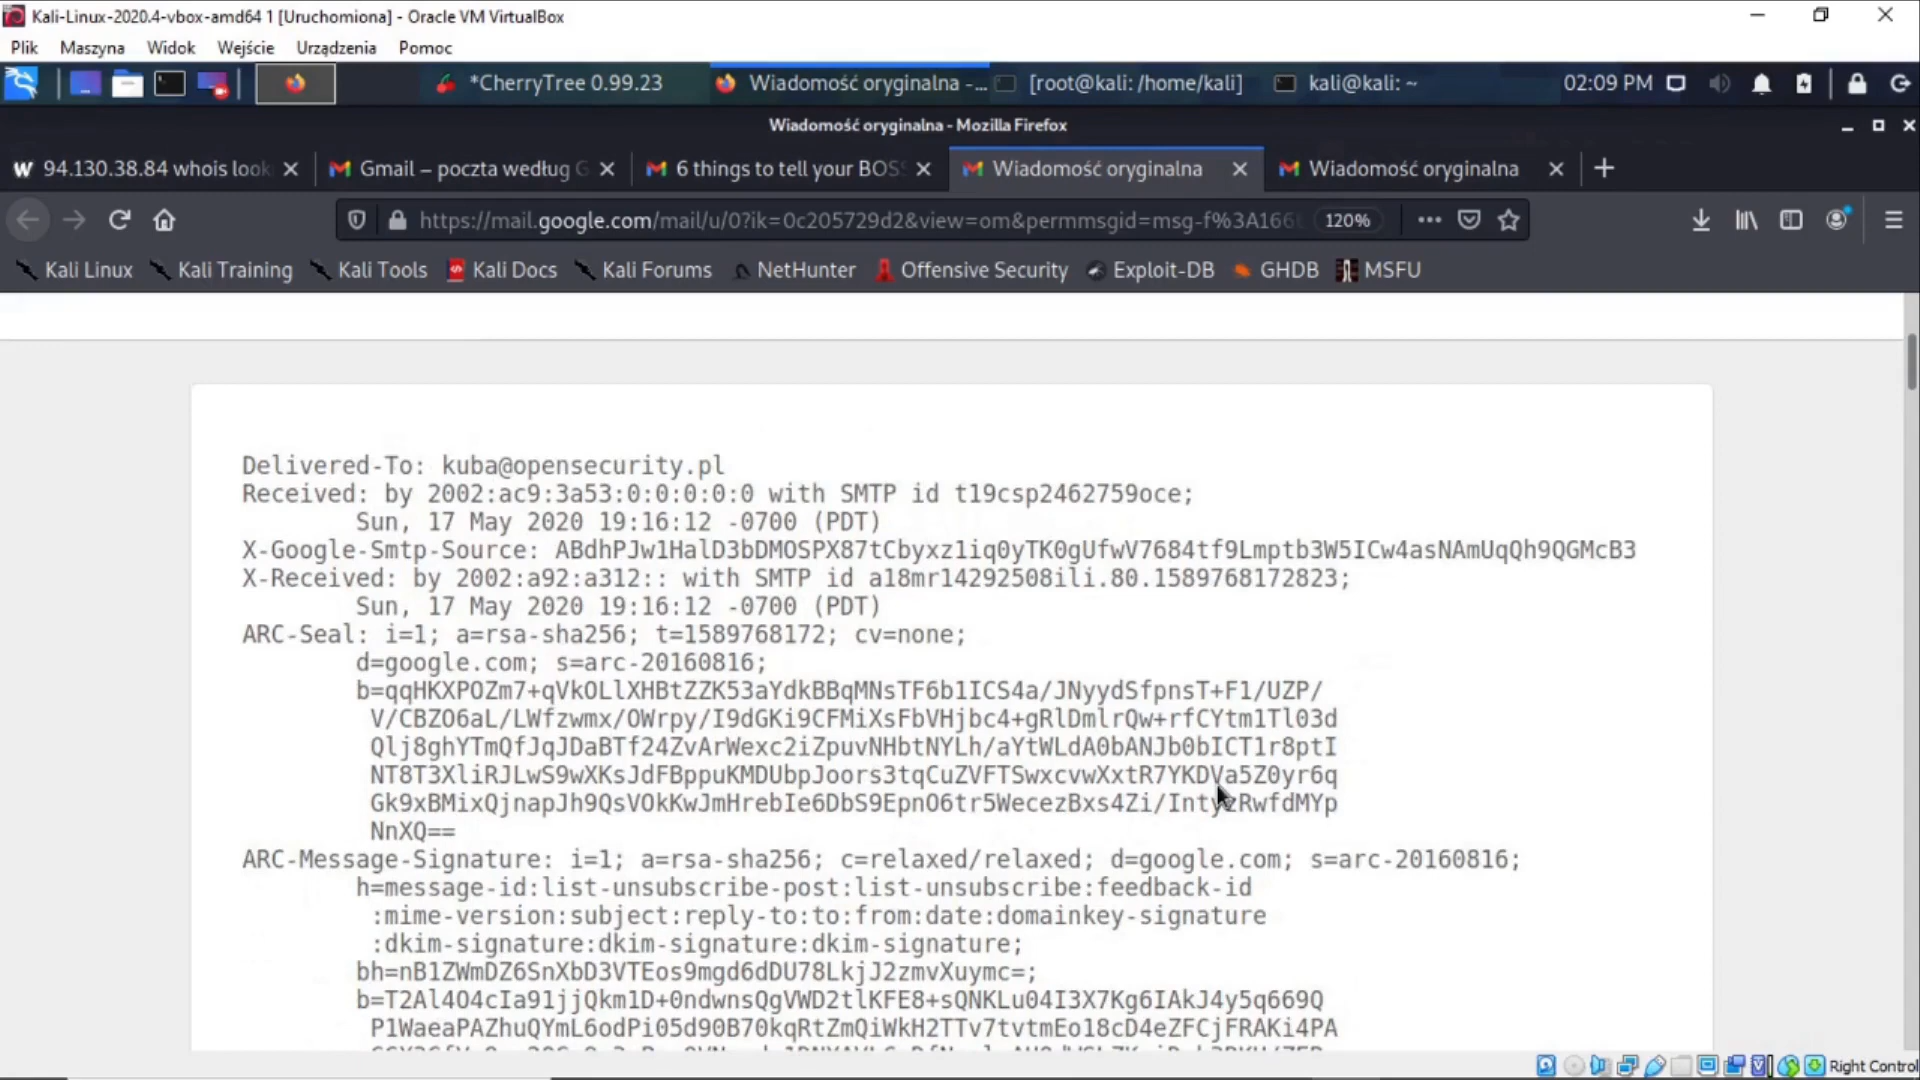 Kali-Linux-2020.4-vbox-amd64 1 [Uruchomiona] - Oracle VM VirtualBox
Plik Maszyna Widok Wejście Urządzenia Pomoc
*CherryTree 0.99.23 Wiadomość oryginalna -... [root@kali: /home/kali] kali@kali: ~ 02:09 PM
Wiadomość oryginalna - Mozilla Firefox
94.130.38.84 whois look Gmail – poczta według G 6 things to tell your BOSS Wiadomość oryginalna Wiadomość oryginalna
https://mail.google.com/mail/u/0?ik=0c205729d2&view=om&permmsgid=msg-f%3A166 120%
Kali Linux Kali Training Kali Tools Kali Docs Kali Forums NetHunter Offensive Security Exploit-DB GHDB MSFU
Delivered-To: kuba@opensecurity.pl
Received: by 2002:ac9:3a53:0:0:0:0:0 with SMTP id t19csp2462759oce;
Sun, 17 May 2020 19:16:12 -0700 (PDT)
X-Google-Smtp-Source: ABdhPJw1HalD3bDMOSPX87tCbyxz1iq0yTK0gUfwV7684tf9Lmptb3W5ICw4asNAmUqQh9QGMcB3
X-Received: by 2002:a92:a312:: with SMTP id a18mr14292508ili.80.1589768172823;
Sun, 17 May 2020 19:16:12 -0700 (PDT)
ARC-Seal: i=1; a=rsa-sha256; t=1589768172; cv=none;
d=google.com; s=arc-20160816;
b=qqHKXPOZm7+qVkOLlXHBtZZK53aYdkBBqMNsTF6b1ICS4a/JNyydSfpnsT+F1/UZP/
V/CBZO6aL/LWfzwmx/OWrpy/I9dGKi9CFMiXsFbVHjbc4+gRlDmlrQw+rfCYtm1Tl03d
Qlj8ghYTmQfJqJDaBTf24ZvArWexc2iZpuvNHbtNYLh/aYtWLdA0bANJb0bICT1r8ptI
NT8T3XliRJLwS9wXKsJdFBppuKMDUbpJoors3tqCuZVFTSwxcvwXxtR7YKDVa5Z0yr6q
Gk9xBMixQjnapJh9QsVOkKwJmHrebIe6DbS9EpnO6tr5WecezBxs4Zi/IntyzRwfdMYp
NnXQ==
ARC-Message-Signature: i=1; a=rsa-sha256; c=relaxed/relaxed; d=google.com; s=arc-20160816;
h=message-id:list-unsubscribe-post:list-unsubscribe:feedback-id
:mime-version:subject:reply-to:to:from:date:domainkey-signature
:dkim-signature:dkim-signature:dkim-signature;
bh=nB1ZWmDZ6SnXbD3VTEos9mgd6dDU78LkjJ2zmvXuymc=;
b=T2Al4O4cIa91jjQkm1D+0ndwnsQgVWD2tlKFE8+sQNKLu04I3X7Kg6IAkJ4y5q669Q
P1WaeaPAZhuQYmL6odPi05d90B70kqRtZmQiWkH2TTv7tvtmEo18cD4eZFCjFRAKi4PA
Right Control